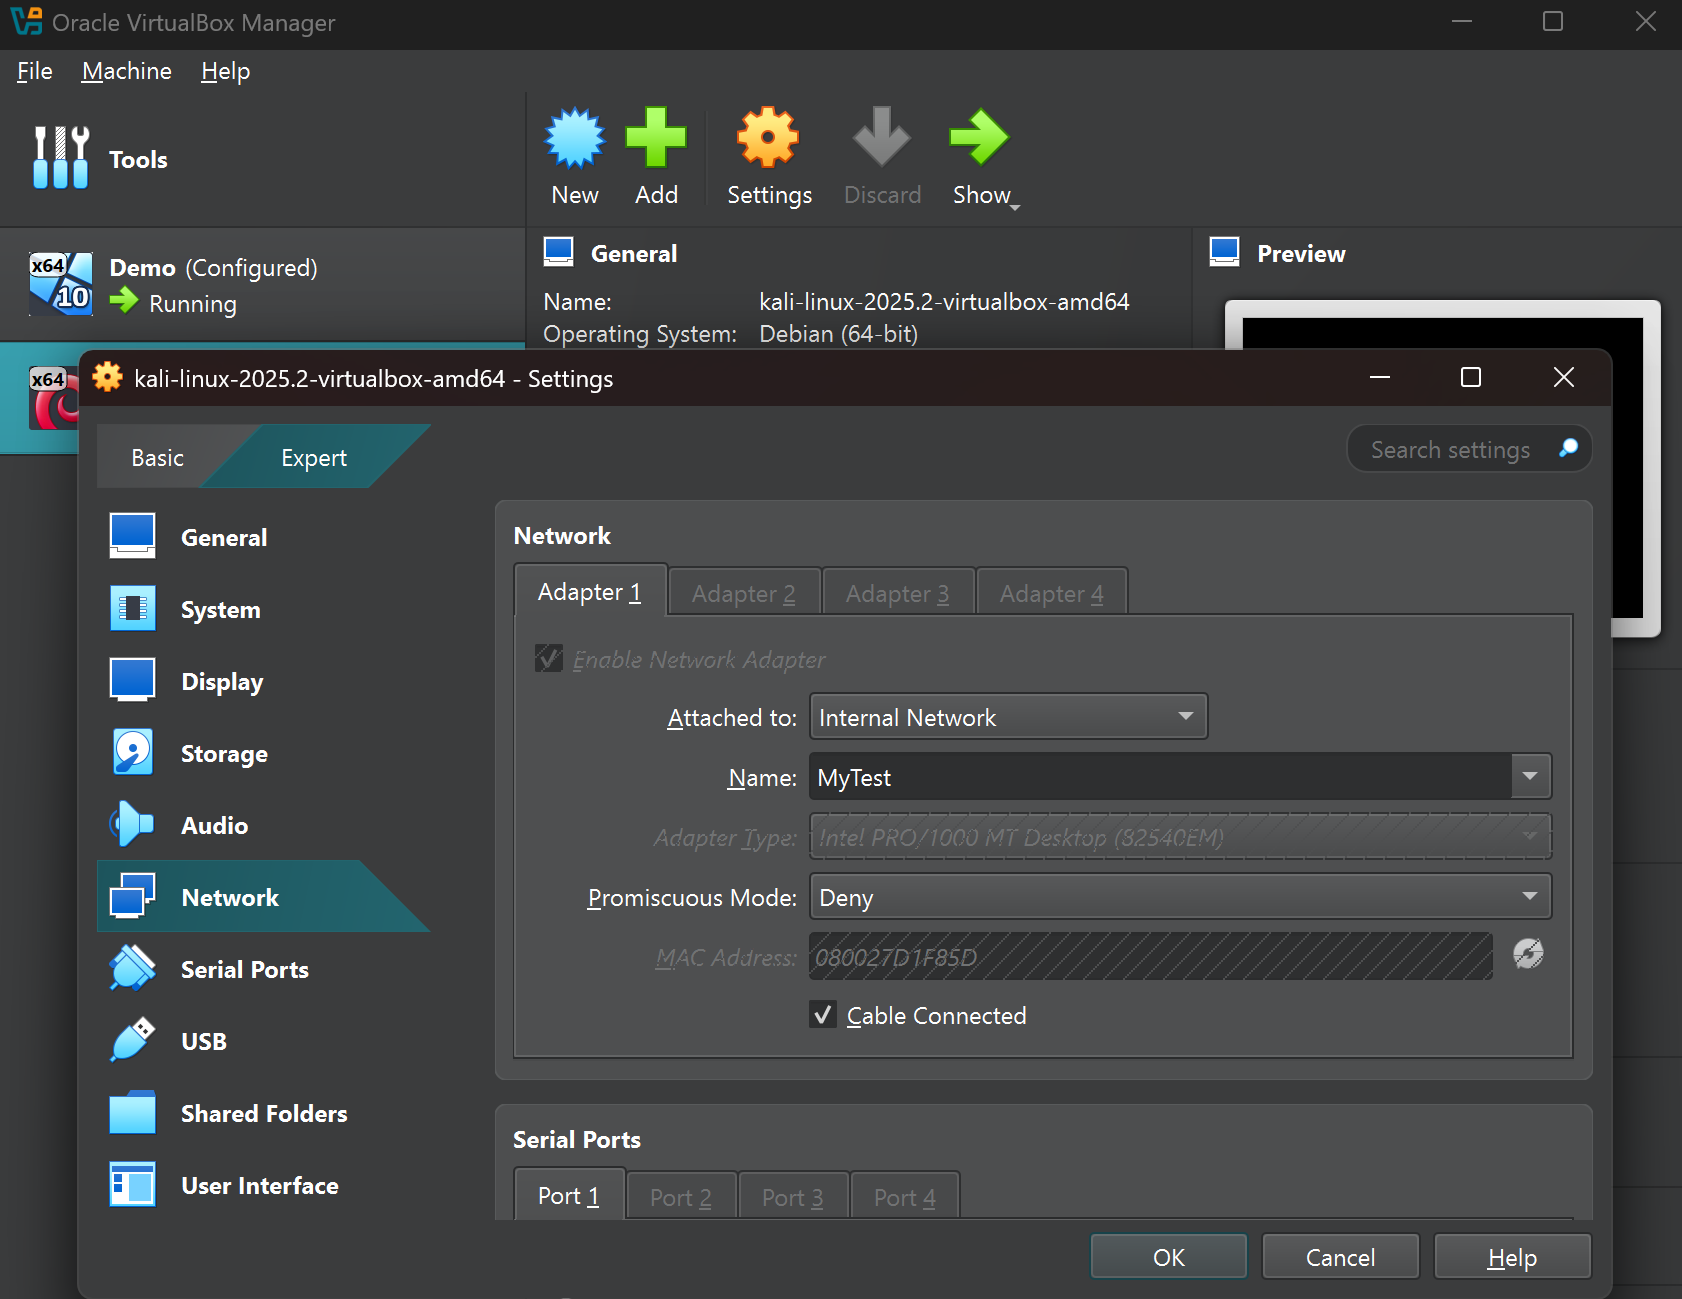 Oracle VirtualBox Manager
File Machine Help
Tools
New Add Settings Discard Show
x64
10
Demo (Configured)
Running
General
Name: kali-linux-2025.2-virtualbox-amd64
Operating System: Debian (64-bit)
Preview
x64
kali-linux-2025.2-virtualbox-amd64 - Settings
Basic Expert
Search settings
General
System
Display
Storage
Audio
Network
Serial Ports
USB
Shared Folders
User Interface
Network
Adapter 1 Adapter 2 Adapter 3 Adapter 4
Enable Network Adapter
Attached to: Internal Network
Name: MyTest
Adapter Type: Intel PRO/1000 MT Desktop (82540EM)
Promiscuous Mode: Deny
MAC Address: 080027D1F85D
Cable Connected
Serial Ports
Port 1 Port 2 Port 3 Port 4
OK Cancel Help